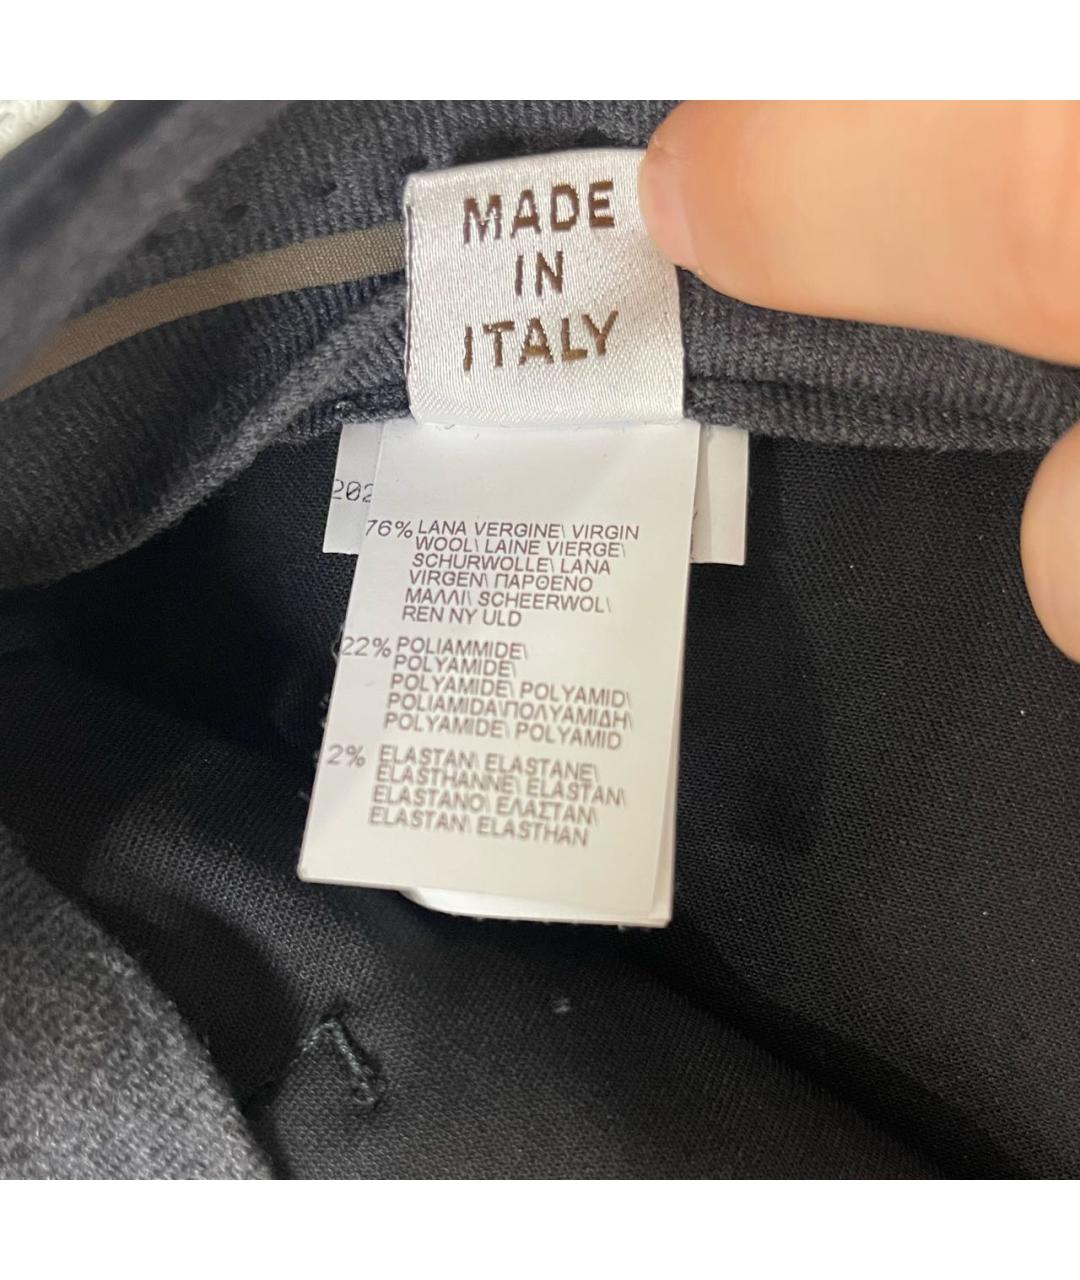 MADE
IN
ITALY
202
76% LANA VERGINE\ VIRGIN
WOOL\ LAINE VIERGE\
SCHURWOLLE\ LANA
VIRGEN\ ΠΑΡΘΕΝΟ
ΜΑΛΛΙ\ SCHEERWOL\
REN NY ULD
22% POLIAMMIDE\
POLYAMIDE\
POLYAMIDE\ POLYAMID\
POLIAMIDA\ΠΟΛΥΑΜΙΔΗ\
POLYAMIDE\ POLYAMID
2% ELASTAN\ ELASTANE\
ELASTHANNE\ ELASTAN\
ELASTANO\ ΕΛΑΣΤΑΝ\
ELASTAN\ ELASTHAN